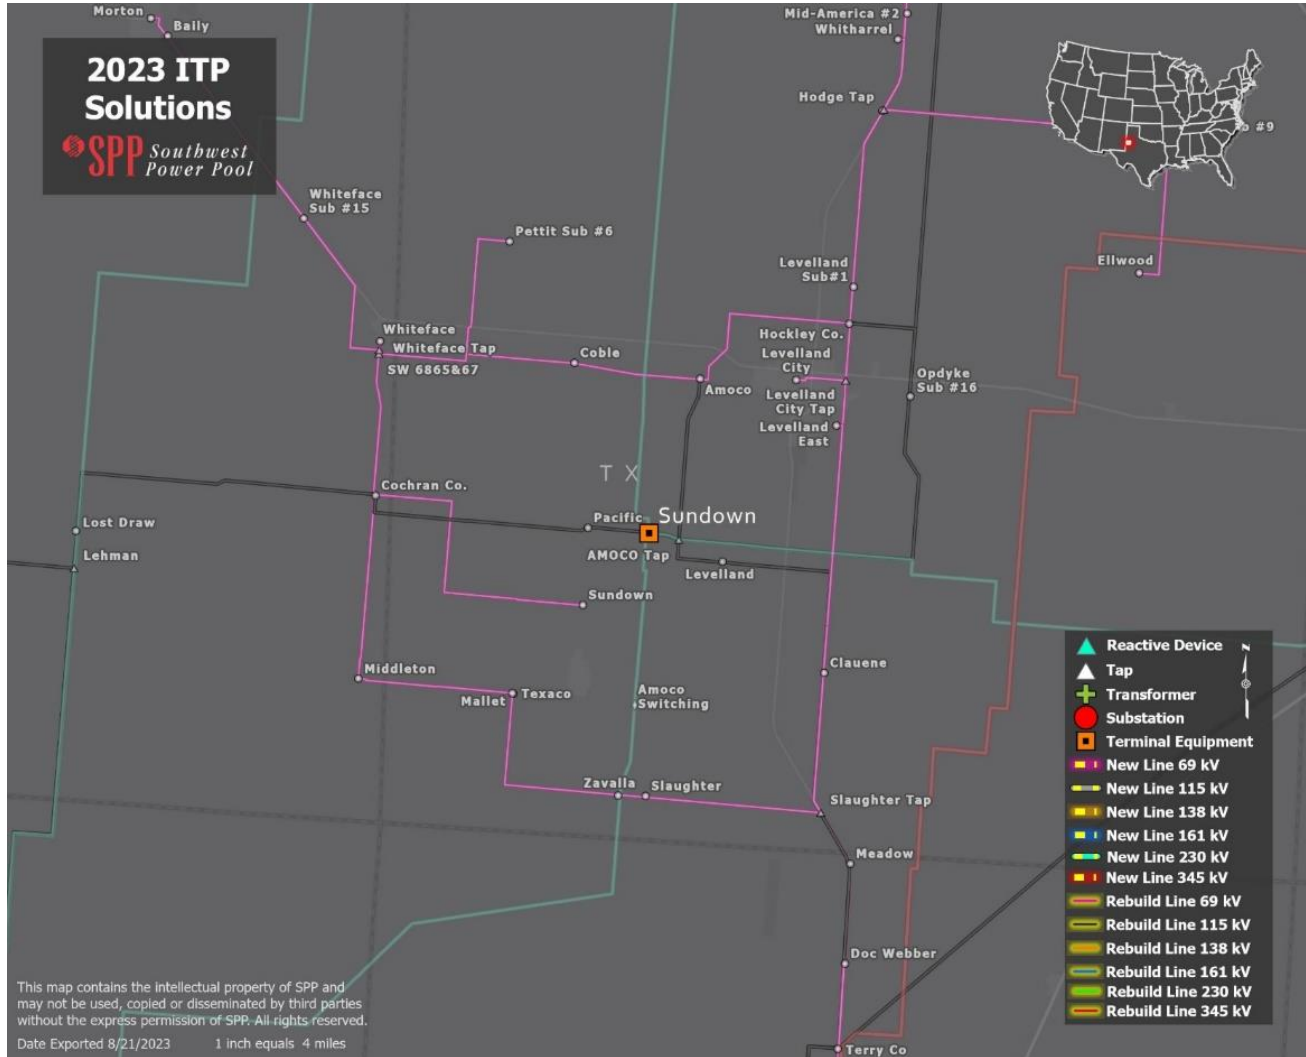 Morton
Baily
2023 ITP
Solutions
SPP Southwest
Power Pool
Mid-America #2
Whitharrel
Hodge Tap
#9
Whiteface
Sub #15
Pettit Sub #6
Levelland
Sub#1
Ellwood
Whiteface
Whiteface Tap
SW 6865&67
Coble
Amoco
Hockley Co.
Levelland
City
Levelland
City Tap
Levelland
East
Opdyke
Sub #16
TX
Cochran Co.
Pacific
Sundown
AMOCO Tap
Levelland
Lost Draw
Lehman
Sundown
Middleton
Mallet
Texaco
Amoco
Switching
Clauene
Zavalla
Slaughter
Slaughter Tap
Meadow
Doc Webber
Terry Co
N
Reactive Device
Tap
Transformer
Substation
Terminal Equipment
New Line 69 kV
New Line 115 kV
New Line 138 kV
New Line 161 kV
New Line 230 kV
New Line 345 kV
Rebuild Line 69 kV
Rebuild Line 115 kV
Rebuild Line 138 kV
Rebuild Line 161 kV
Rebuild Line 230 kV
Rebuild Line 345 kV
This map contains the intellectual property of SPP and
may not be used, copied or disseminated by third parties
without the express permission of SPP. All rights reserved.
Date Exported 8/21/2023 1 inch equals 4 miles